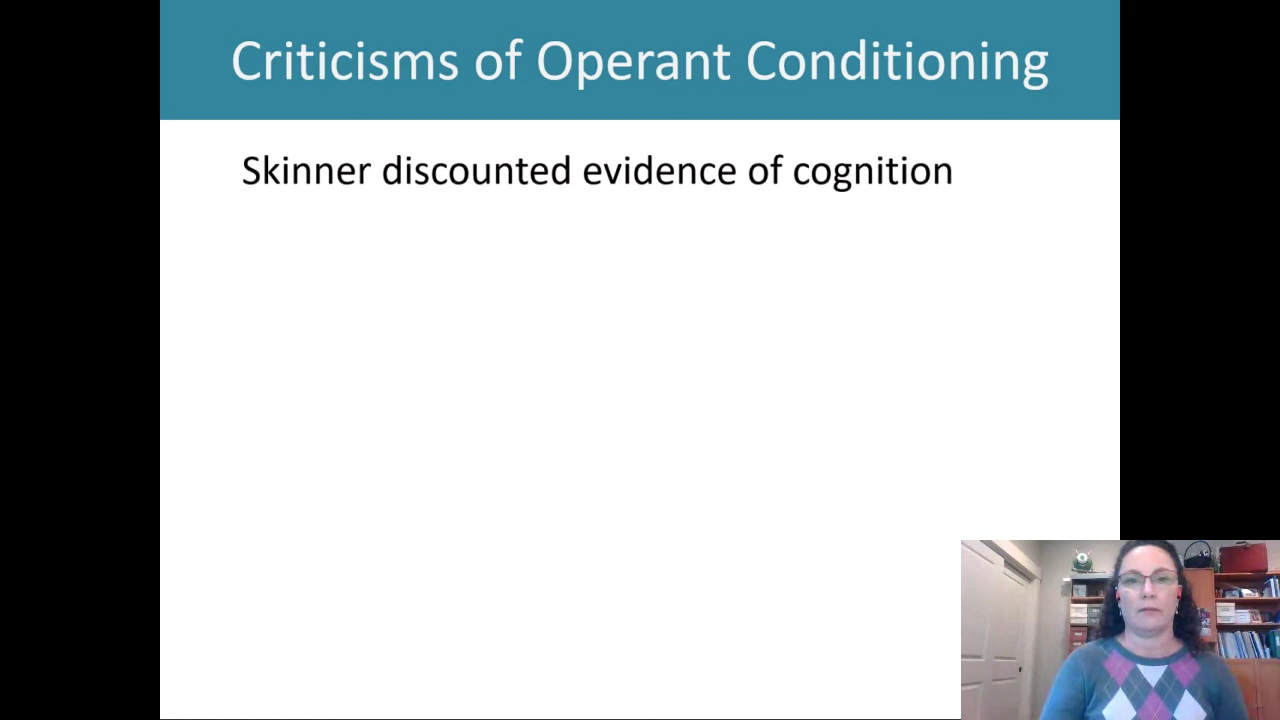 Criticisms of Operant Conditioning
Skinner discounted evidence of cognition